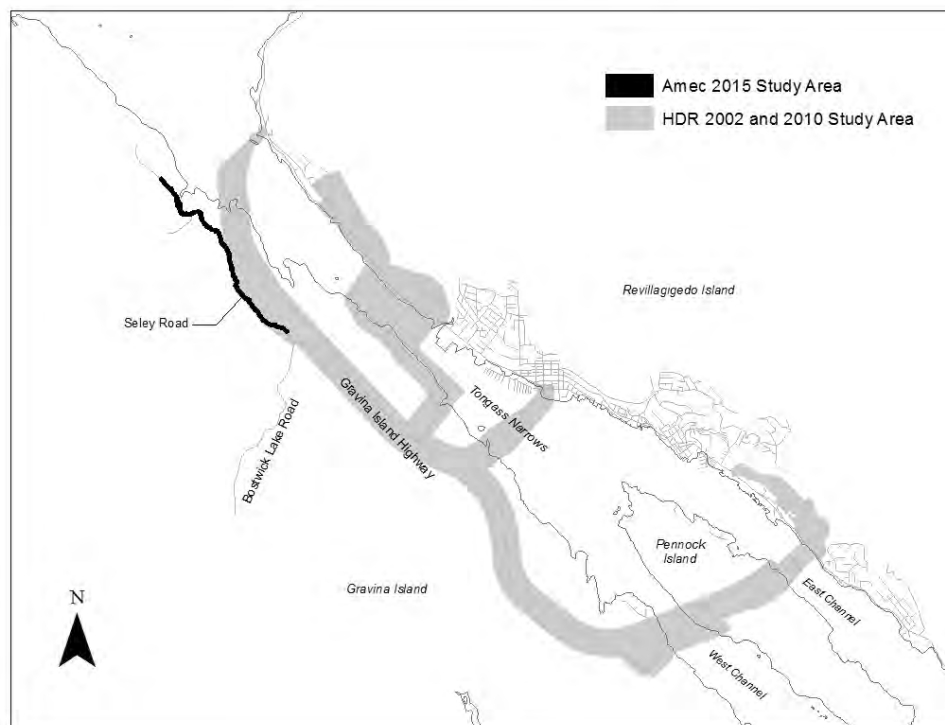 Amec 2015 Study Area
HDR 2002 and 2010 Study Area
Revillagigedo Island
Seley Road
Tongass Narrows
Gravina Island Highway
Bostwick Lake Road
Pennock
Island
Gravina Island
East Channel
West Channel
N